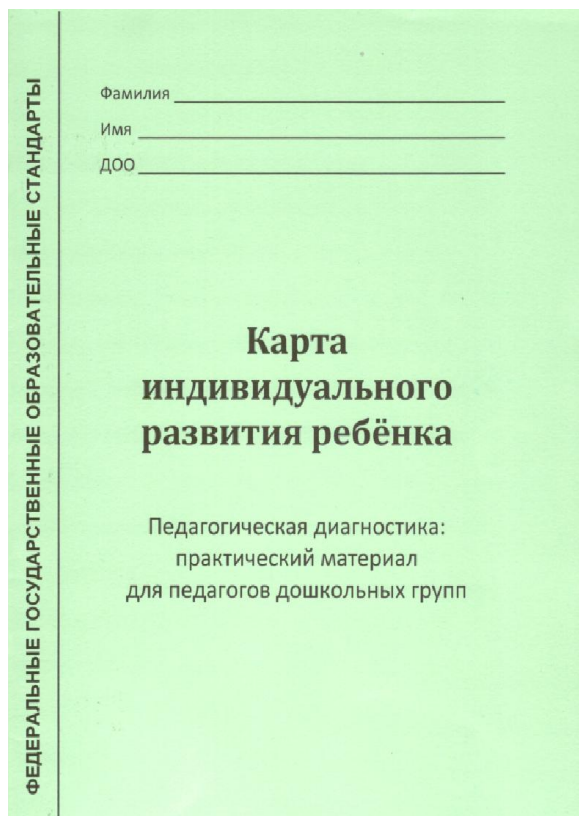 ФЕДЕРАЛЬНЫЕ ГОСУДАРСТВЕННЫЕ ОБРАЗОВАТЕЛЬНЫЕ СТАНДАРТЫ
Фамилия
Имя
ДОО
Карта
индивидуального
развития ребёнка
Педагогическая диагностика:
практический материал
для педагогов дошкольных групп